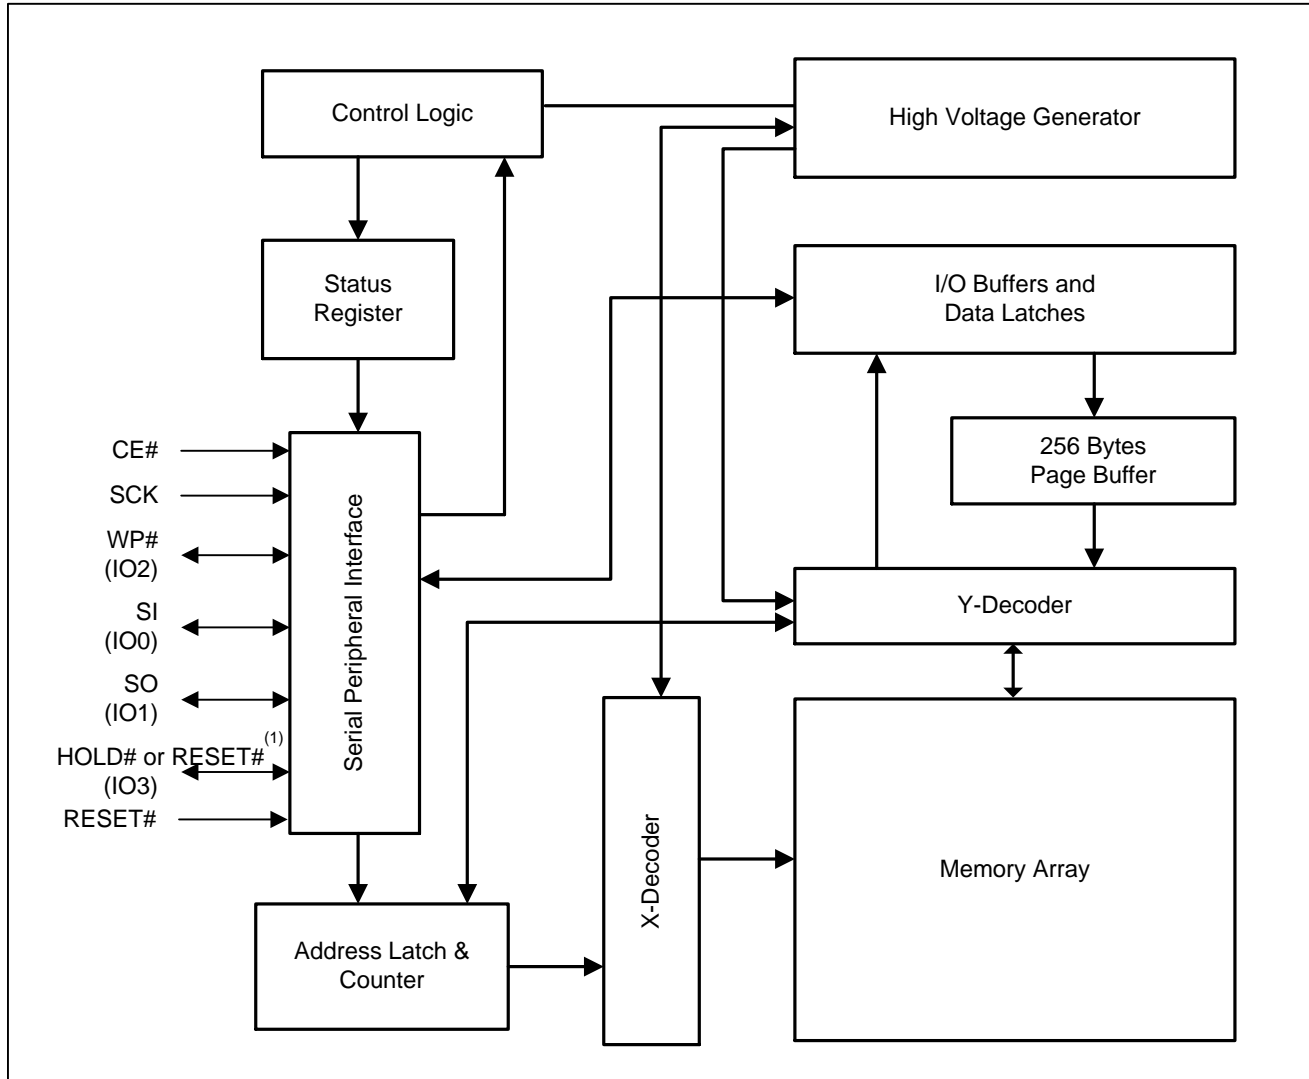 Control Logic
High Voltage Generator
Status
Register
I/O Buffers and
Data Latches
256 Bytes
Page Buffer
Y-Decoder
CE#
SCK
WP#
(IO2)
SI
(IO0)
SO
(IO1)
HOLD# or RESET#(1)
(IO3)
RESET#
Serial Peripheral Interface
Address Latch &
Counter
X-Decoder
Memory Array